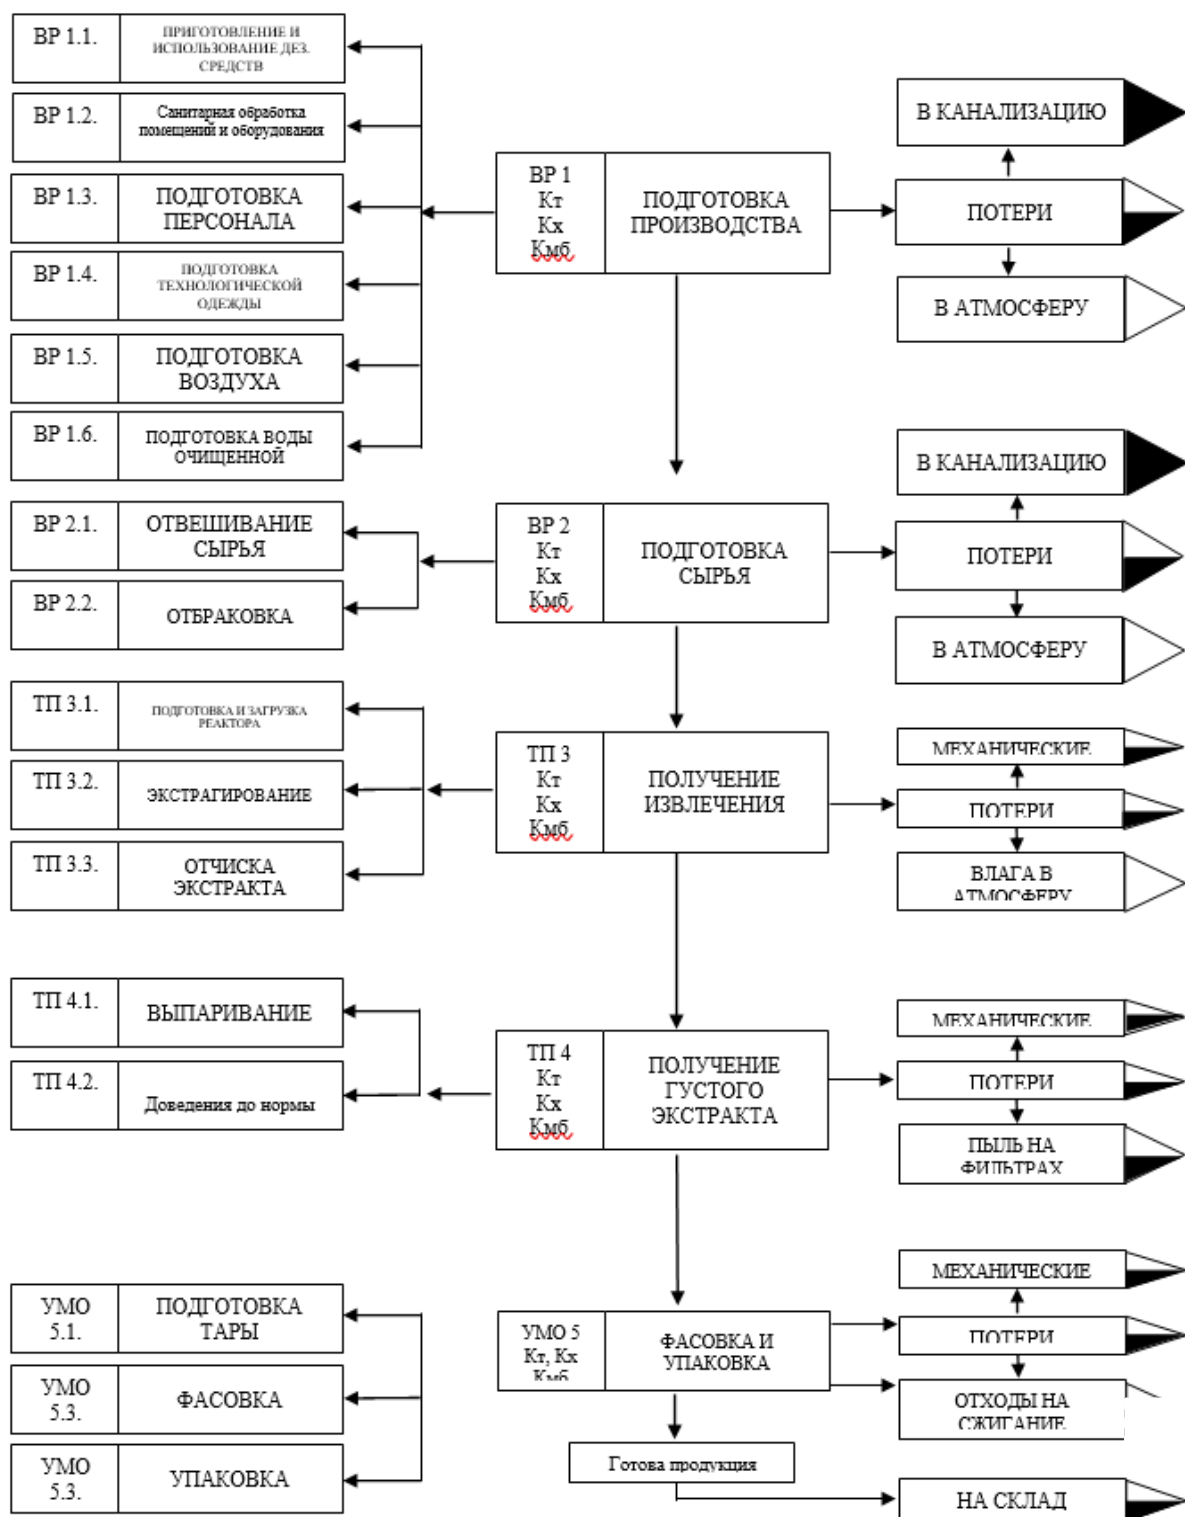 ВР 1.1.
ПРИГОТОВЛЕНИЕ И
ИСПОЛЬЗОВАНИЕ ДЕЗ.
СРЕДСТВ
ВР 1.2.
Санитарная обработка
помещений и оборудования
ВР 1.3.
ПОДГОТОВКА
ПЕРСОНАЛА
ВР 1.4.
ПОДГОТОВКА
ТЕХНОЛОГИЧЕСКОЙ
ОДЕЖДЫ
ВР 1.5.
ПОДГОТОВКА
ВОЗДУХА
ВР 1.6.
ПОДГОТОВКА ВОДЫ
ОЧИЩЕННОЙ
ВР 1
Кт
Кх
Кмб
ПОДГОТОВКА
ПРОИЗВОДСТВА
В КАНАЛИЗАЦИЮ
ПОТЕРИ
В АТМОСФЕРУ
ВР 2.1.
ОТВЕШИВАНИЕ
СЫРЬЯ
ВР 2.2.
ОТБРАКОВКА
ВР 2
Кт
Кх
Кмб
ПОДГОТОВКА
СЫРЬЯ
В КАНАЛИЗАЦИЮ
ПОТЕРИ
В АТМОСФЕРУ
ТП 3.1.
ПОДГОТОВКА И ЗАГРУЗКА
РЕАКТОРА
ТП 3.2.
ЭКСТРАГИРОВАНИЕ
ТП 3.3.
ОТЧИСКА
ЭКСТРАКТА
ТП 3
Кт
Кх
Кмб
ПОЛУЧЕНИЕ
ИЗВЛЕЧЕНИЯ
МЕХАНИЧЕСКИЕ
ПОТЕРИ
ВЛАГА В
АТМОСФЕРУ
ТП 4.1.
ВЫПАРИВАНИЕ
ТП 4.2.
Доведения до нормы
ТП 4
Кт
Кх
Кмб
ПОЛУЧЕНИЕ
ГУСТОГО
ЭКСТРАКТА
МЕХАНИЧЕСКИЕ
ПОТЕРИ
ПЫЛЬ НА
ФИЛЬТРАХ
УМО
5.1.
ПОДГОТОВКА
ТАРЫ
УМО
5.3.
ФАСОВКА
УМО
5.3.
УПАКОВКА
УМО 5
Кт, Кх
Кмб
ФАСОВКА И
УПАКОВКА
МЕХАНИЧЕСКИЕ
ПОТЕРИ
ОТХОДЫ НА
СЖИГАНИЕ
Готова продукция
НА СКЛАД